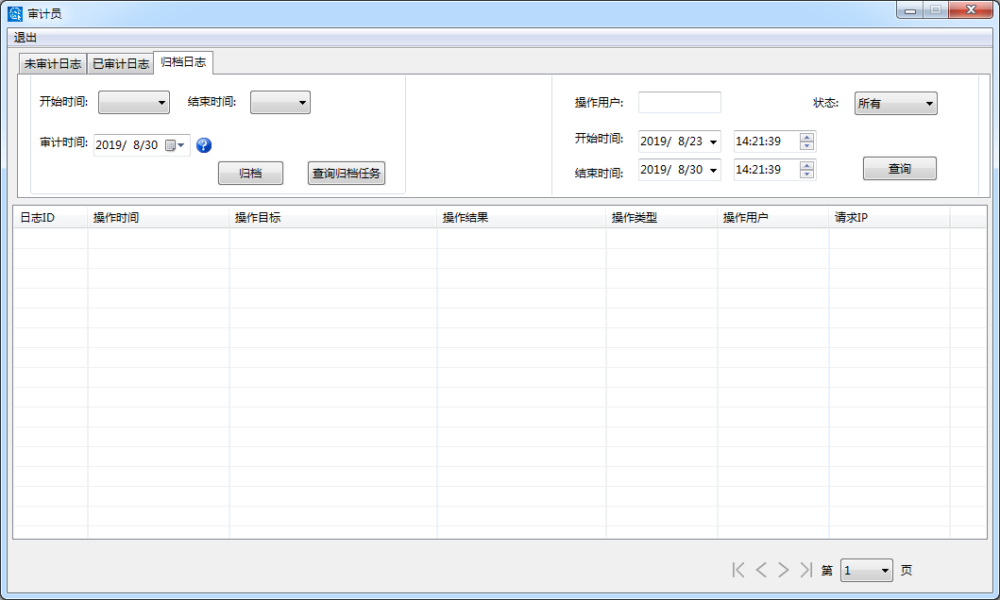 审计员
退出
未审计日志 已审计日志 归档日志
开始时间: 结束时间:
审计时间: 2019/ 8/30 ?
归档 查询归档任务
操作用户: 状态: 所有
开始时间: 2019/ 8/23 14:21:39
结束时间: 2019/ 8/30 14:21:39 查询
日志ID 操作时间 操作目标 操作结果 操作类型 操作用户 请求IP
第 1 页